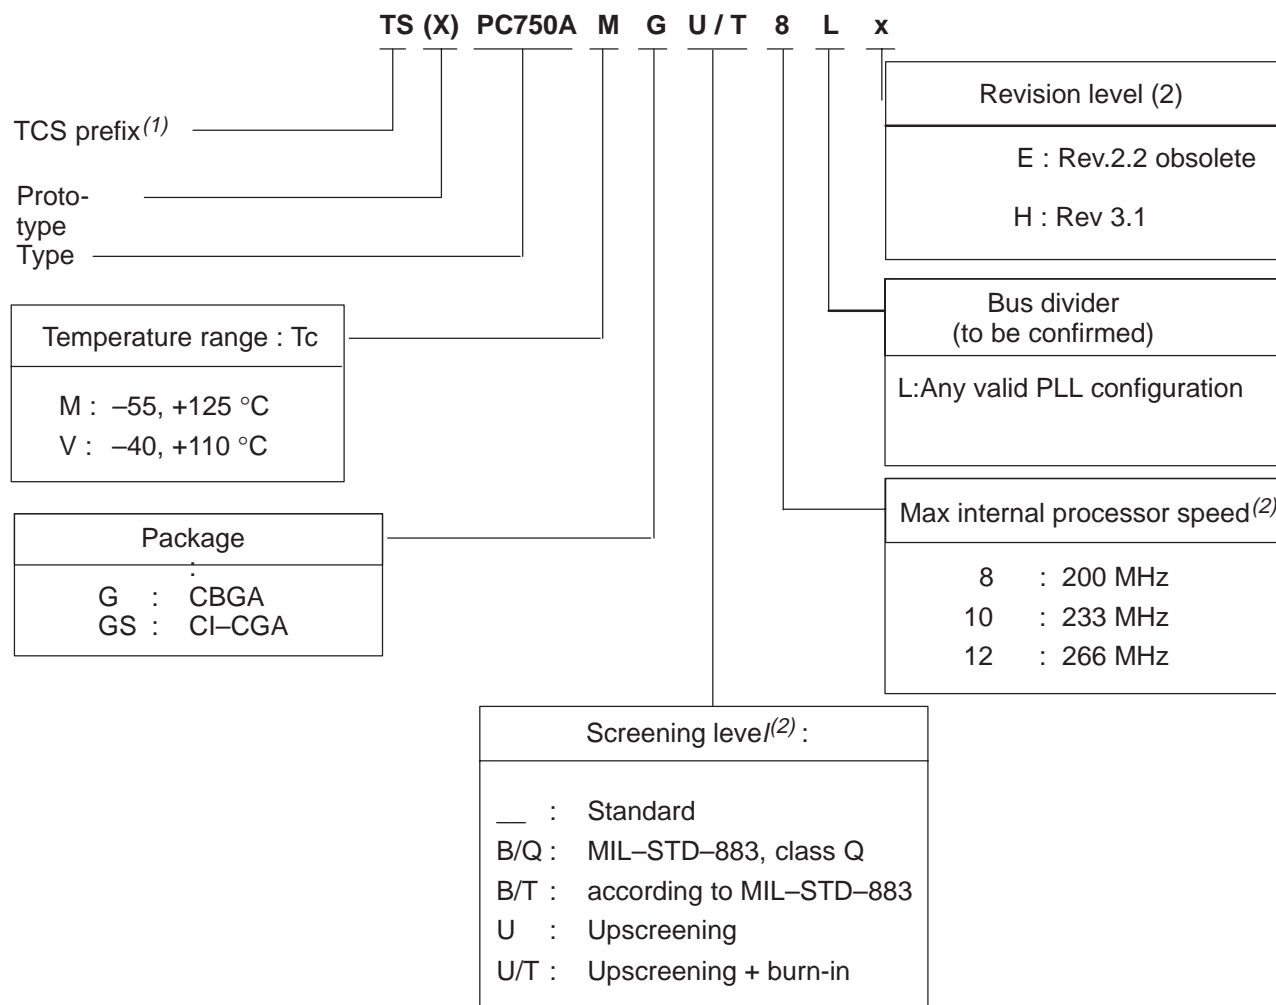 TS (X) PC750A M G U / T 8 L x
TCS prefix(1)
Proto-
type
Type
Temperature range : Tc
M : –55, +125 °C
V : –40, +110 °C
Package
:
G : CBGA
GS : CI–CGA
Screening level(2) :
__ : Standard
B/Q : MIL–STD–883, class Q
B/T : according to MIL–STD–883
U : Upscreening
U/T : Upscreening + burn-in
Revision level (2)
E : Rev.2.2 obsolete
H : Rev 3.1
Bus divider
(to be confirmed)
L:Any valid PLL configuration
Max internal processor speed(2)
8 : 200 MHz
10 : 233 MHz
12 : 266 MHz